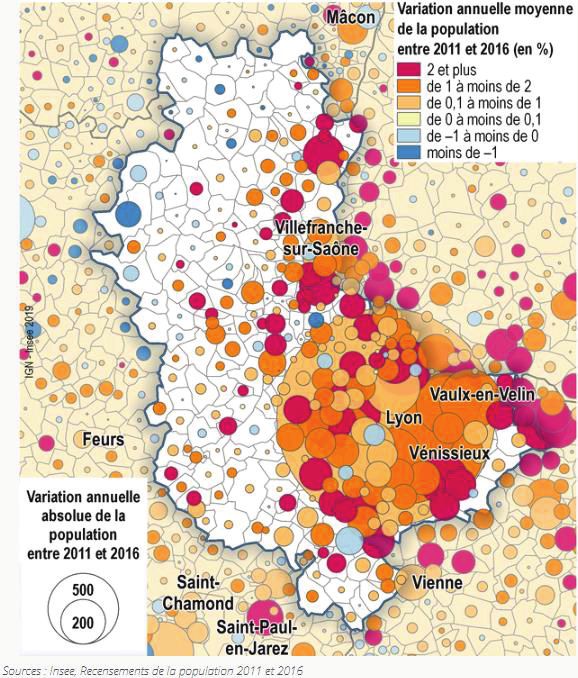 Variation annuelle moyenne
de la population
entre 2011 et 2016 (en %)
2 et plus
de 1 à moins de 2
de 0,1 à moins de 1
de 0 à moins de 0,1
de –1 à moins de 0
moins de –1
Mâcon
Villefranche-
sur-Saône
IGN - Insee 2019
Vaulx-en-Velin
Lyon
Feurs
Vénissieux
Variation annuelle
absolue de la
population
entre 2011 et 2016
500
200
Saint-
Chamond
Vienne
Saint-Paul-
en-Jarez
Sources : Insee, Recensements de la population 2011 et 2016